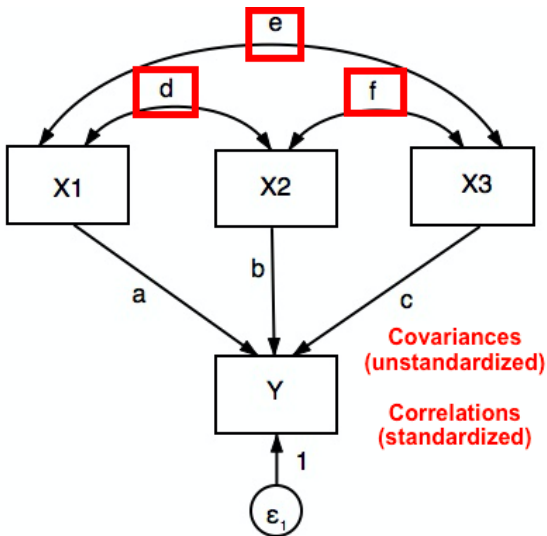 e
d
f
X1
X2
X3
a
b
c
Covariances
(unstandardized)
Y
Correlations
(standardized)
1
ε₁